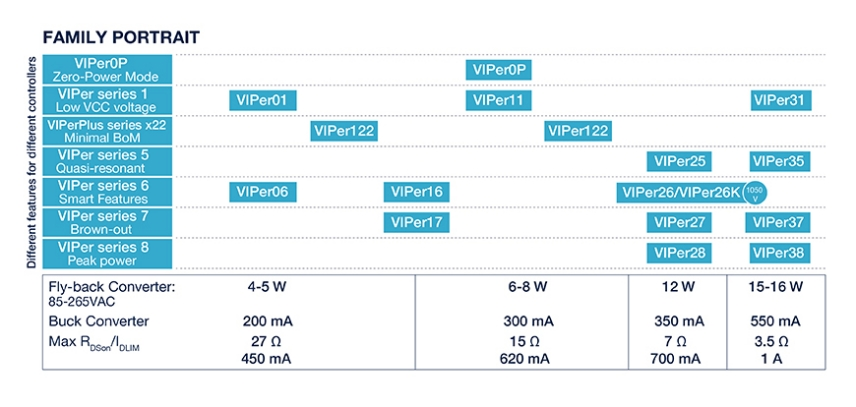 FAMILY PORTRAIT
Different features for different controllers
VIPer0P
Zero-Power Mode
VIPer0P
VIPer series 1
Low VCC voltage
VIPer01 VIPer11 VIPer31
VIPerPlus series x22
Minimal BoM
VIPer122 VIPer122
VIPer series 5
Quasi-resonant
VIPer25 VIPer35
VIPer series 6
Smart Features
VIPer06 VIPer16 VIPer26/VIPer26K 1050
V
VIPer series 7
Brown-out
VIPer17 VIPer27 VIPer37
VIPer series 8
Peak power
VIPer28 VIPer38
Fly-back Converter: 4-5 W 6-8 W 12 W 15-16 W
85-265VAC
Buck Converter 200 mA 300 mA 350 mA 550 mA
Max RDSon/IDLIM 27 Ω 15 Ω 7 Ω 3.5 Ω
450 mA 620 mA 700 mA 1 A